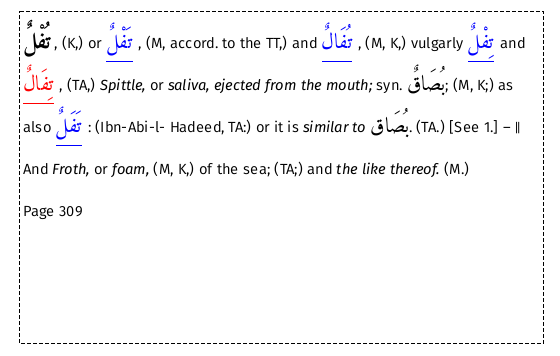 تُفْلٌ , (K,) or تَفْلٌ , (M, accord. to the TT,) and تُفَالٌ , (M, K,) vulgarly تِفْلٌ and
تِفَالٌ , (TA,) Spittle, or saliva, ejected from the mouth; syn. بُصَاقٌ; (M, K;) as
also تَفَلٌ : (Ibn-Abi-l- Hadeed, TA:) or it is similar to بُصَاقٌ. (TA.) [See 1.] – ‖
And Froth, or foam, (M, K,) of the sea; (TA;) and the like thereof. (M.)
Page 309